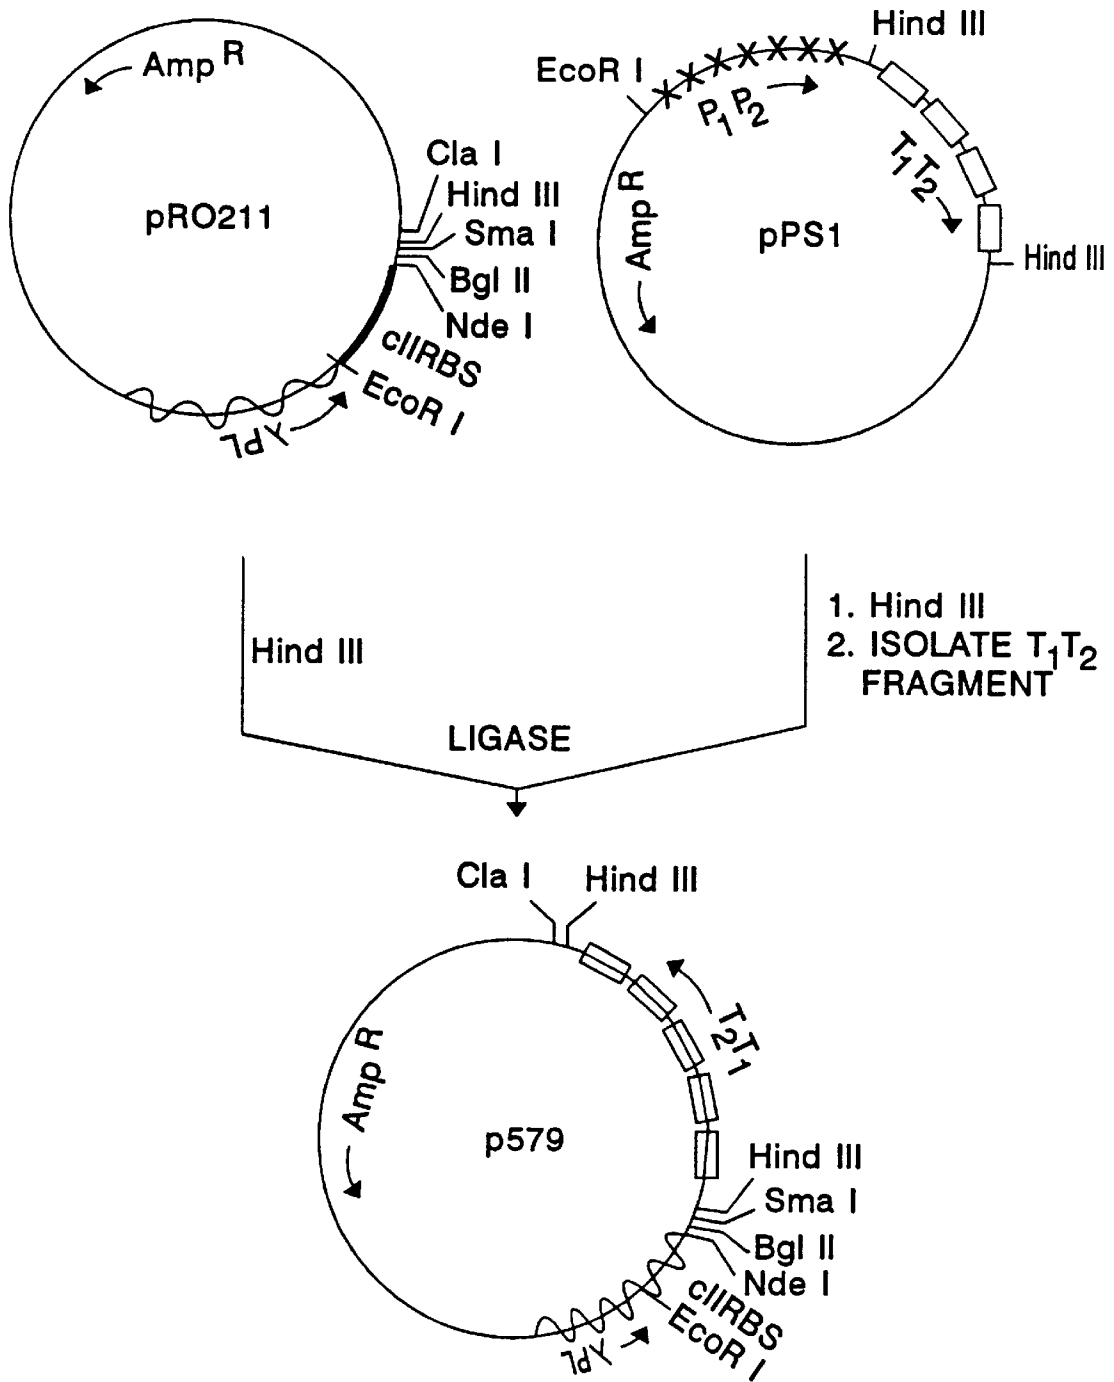 Amp R
pRO211
Cla I
Hind III
Sma I
Bgl II
Nde I
cIIRBS
EcoR I
λPL
Hind III
EcoR I
P1P2
T1T2
Amp R
pPS1
Hind III
Hind III
1. Hind III
2. ISOLATE T1T2
FRAGMENT
LIGASE
Cla I
Hind III
T2T1
Amp R
p579
Hind III
Sma I
Bgl II
Nde I
cIIRBS
EcoR I
λPL